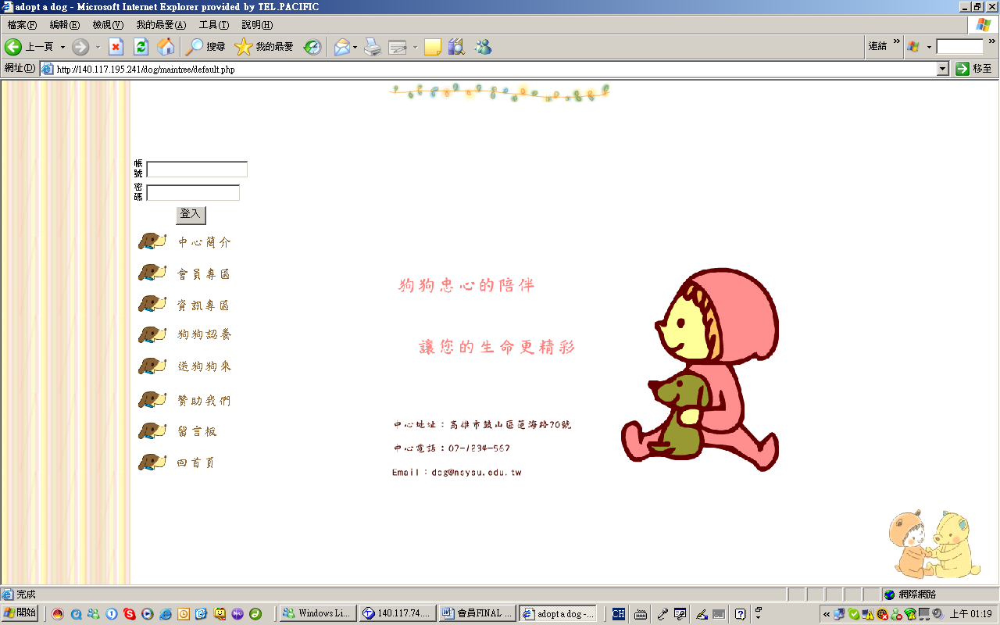 adopt a dog - Microsoft Internet Explorer provided by TEL.PACIFIC
檔案(F) 編輯(E) 檢視(V) 我的最愛(A) 工具(T) 說明(H)
上一頁 搜尋 我的最愛 連結 »
網址(D) http://140.117.195.241/dog/maintree/default.php 移至
帳號
密碼
登入
中心簡介
會員專區
資訊專區
狗狗認養
送狗狗來
贊助我們
留言板
回首頁
狗狗忠心的陪伴
讓您的生命更精彩
中心地址：高雄市鼓山區蓮海路70號
中心電話：07-1234-567
Email：dog@nsysu.edu.tw
完成 網際網路
開始 Windows Li... 140.117.74.... 會員FINAL ... adopt a dog -... CH « 上午 01:19